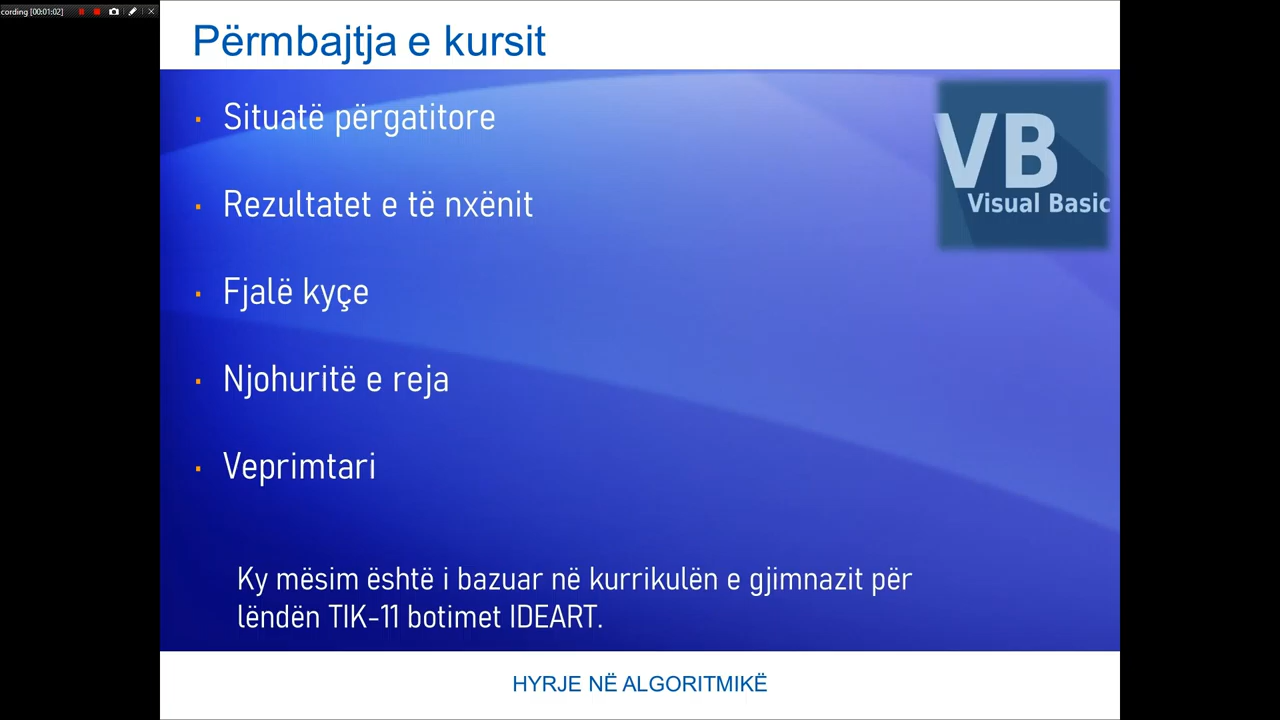 cording [00:01:02]
Përmbajtja e kursit
VB
Visual Basic
· Situatë përgatitore
· Rezultatet e të nxënit
· Fjalë kyçe
· Njohuritë e reja
· Veprimtari
Ky mësim është i bazuar në kurrikulën e gjimnazit për
lëndën TIK-11 botimet IDEART.
HYRJE NË ALGORITMIKË